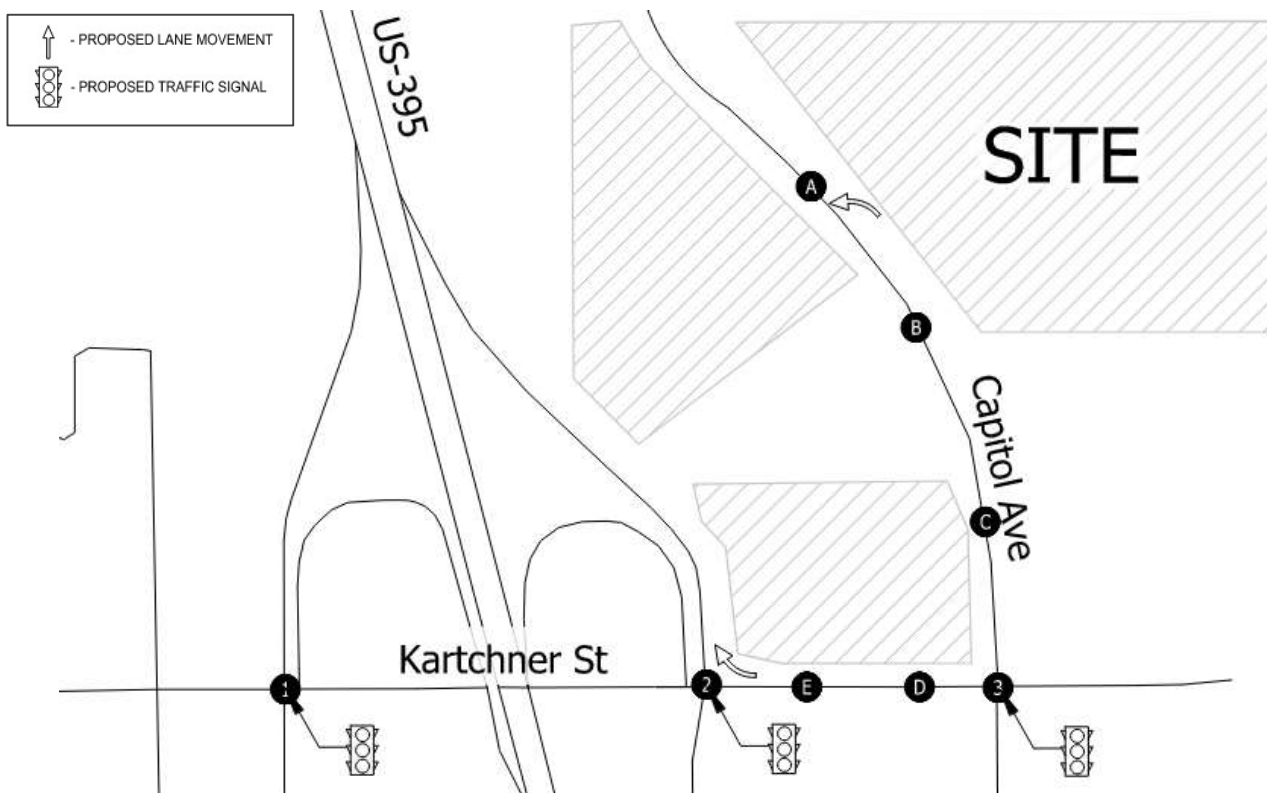 - PROPOSED LANE MOVEMENT
- PROPOSED TRAFFIC SIGNAL
US-395
SITE
A
B
Capitol Ave
C
Kartchner St
1
2
E
D
3